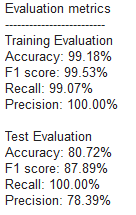 Evaluation metrics
-------------------------
Training Evaluation
Accuracy: 99.18%
F1 score: 99.53%
Recall: 99.07%
Precision: 100.00%
Test Evaluation
Accuracy: 80.72%
F1 score: 87.89%
Recall: 100.00%
Precision: 78.39%